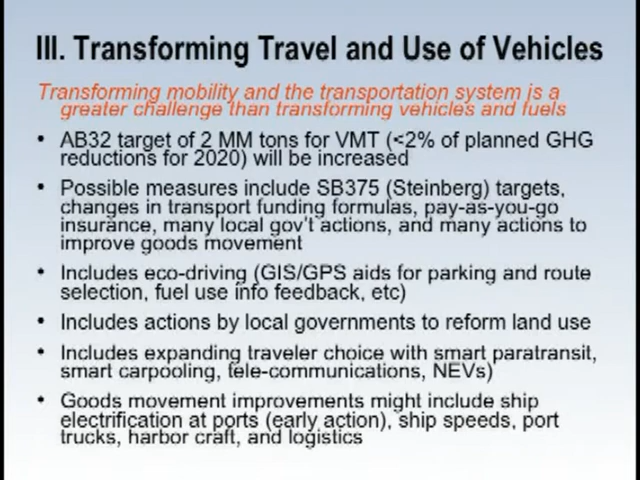 III. Transforming Travel and Use of Vehicles
Transforming mobility and the transportation system is a
greater challenge than transforming vehicles and fuels
• AB32 target of 2 MM tons for VMT (<2% of planned GHG
reductions for 2020) will be increased
• Possible measures include SB375 (Steinberg) targets,
changes in transport funding formulas, pay-as-you-go
insurance, many local gov't actions, and many actions to
improve goods movement
• Includes eco-driving (GIS/GPS aids for parking and route
selection, fuel use info feedback, etc)
• Includes actions by local governments to reform land use
• Includes expanding traveler choice with smart paratransit,
smart carpooling, tele-communications, NEVs)
• Goods movement improvements might include ship
electrification at ports (early action), ship speeds, port
trucks, harbor craft, and logistics